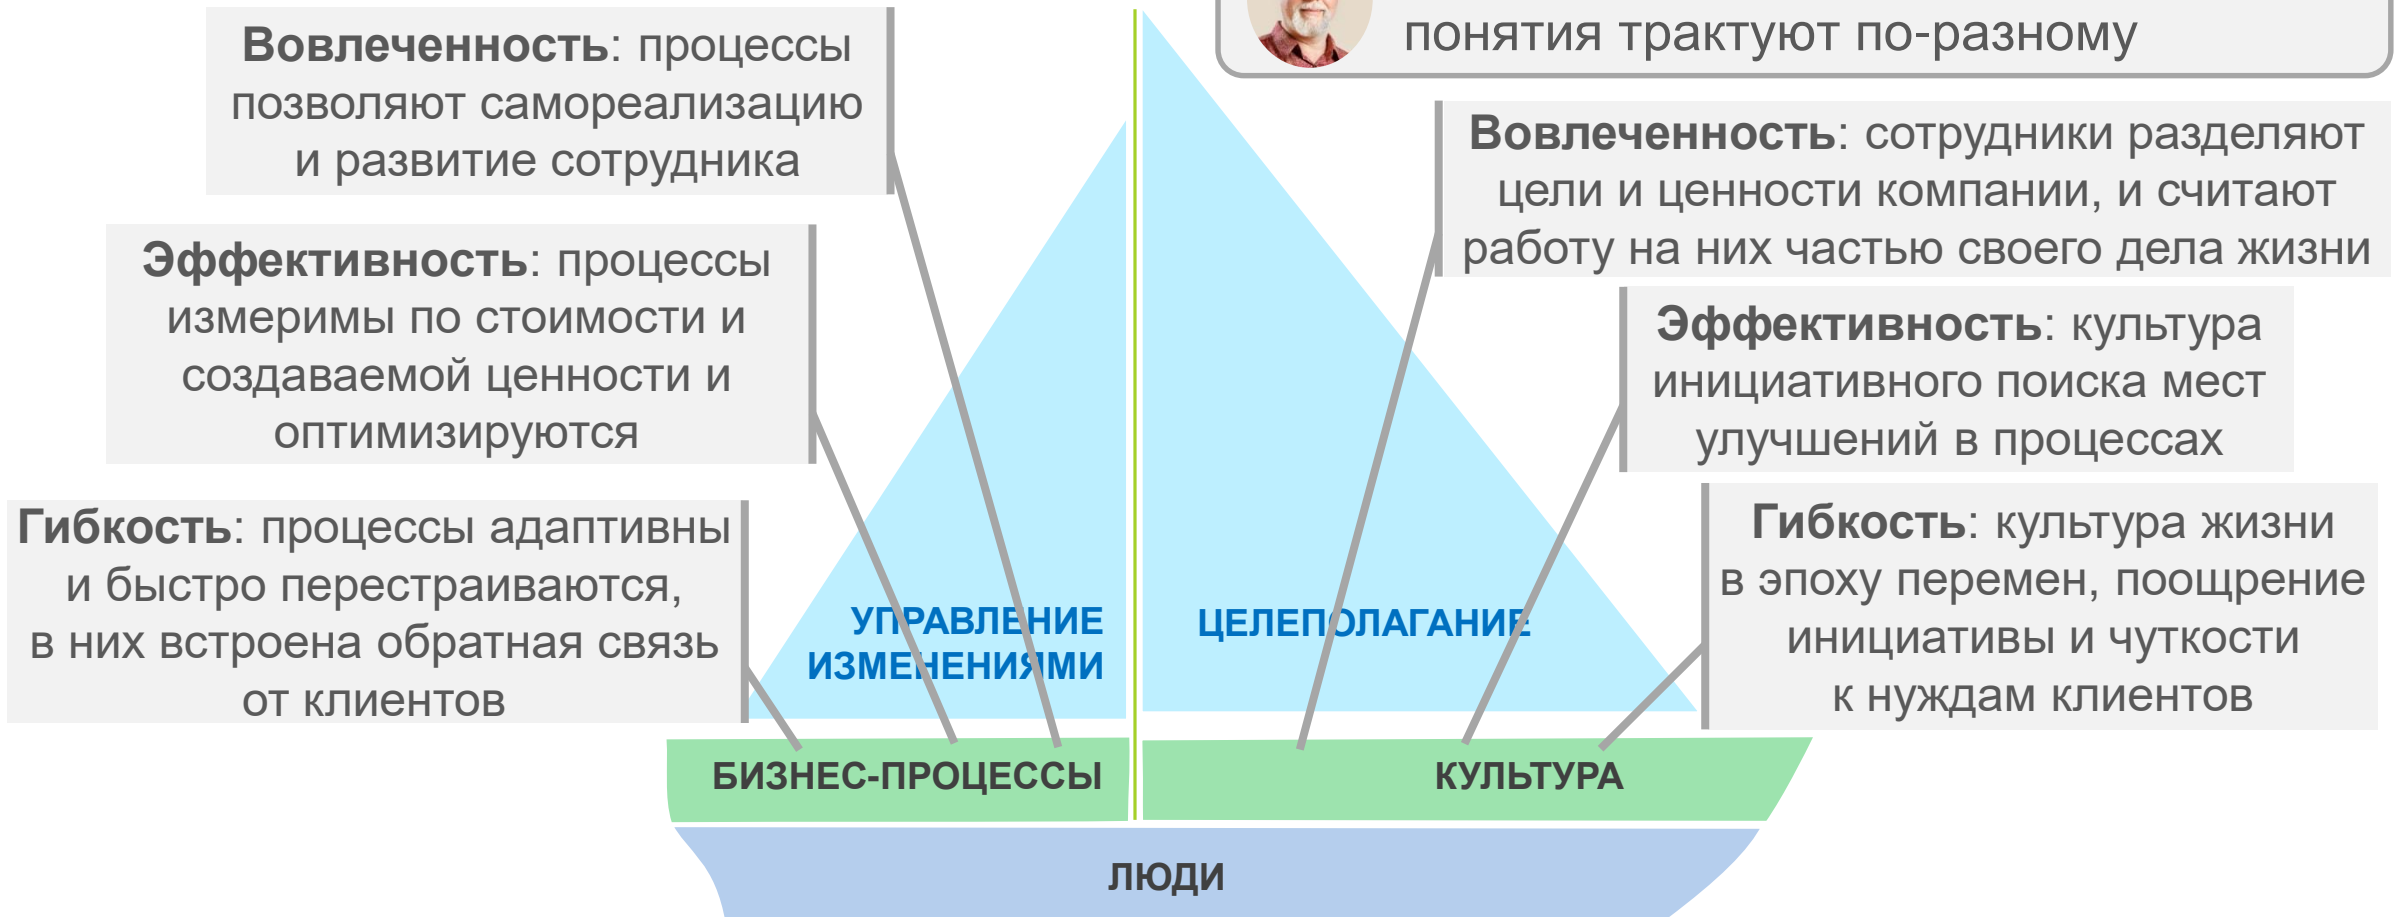 понятия трактуют по-разному
Вовлеченность: процессы
позволяют самореализацию
и развитие сотрудника
Эффективность: процессы
измеримы по стоимости и
создаваемой ценности и
оптимизируются
Гибкость: процессы адаптивны
и быстро перестраиваются,
в них встроена обратная связь
от клиентов
Вовлеченность: сотрудники разделяют
цели и ценности компании, и считают
работу на них частью своего дела жизни
Эффективность: культура
инициативного поиска мест
улучшений в процессах
Гибкость: культура жизни
в эпоху перемен, поощрение
инициативы и чуткости
к нуждам клиентов
УПРАВЛЕНИЕ
ИЗМЕНЕНИЯМИ
ЦЕЛЕПОЛАГАНИЕ
БИЗНЕС-ПРОЦЕССЫ
КУЛЬТУРА
ЛЮДИ